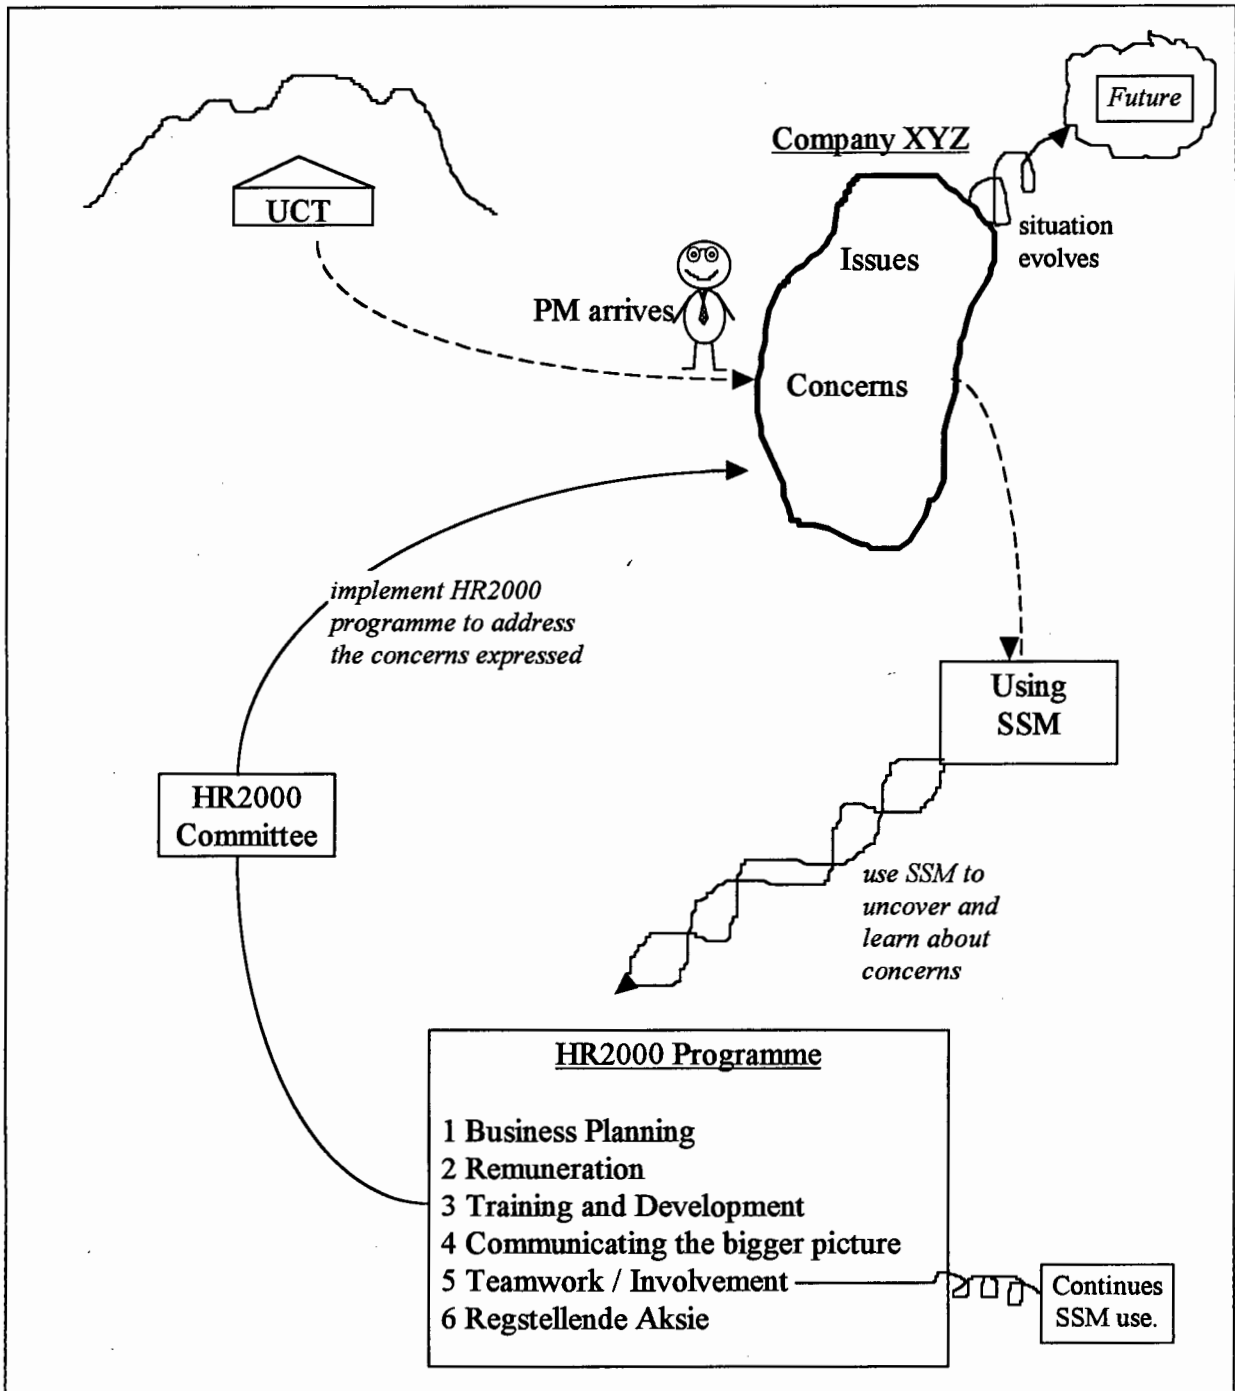 Future
Company XYZ
UCT
situation
evolves
Issues
PM arrives
Concerns
implement HR2000
programme to address
the concerns expressed
Using
SSM
HR2000
Committee
use SSM to
uncover and
learn about
concerns
HR2000 Programme
1 Business Planning
2 Remuneration
3 Training and Development
4 Communicating the bigger picture
5 Teamwork / Involvement
6 Regstellende Aksie
Continues
SSM use.